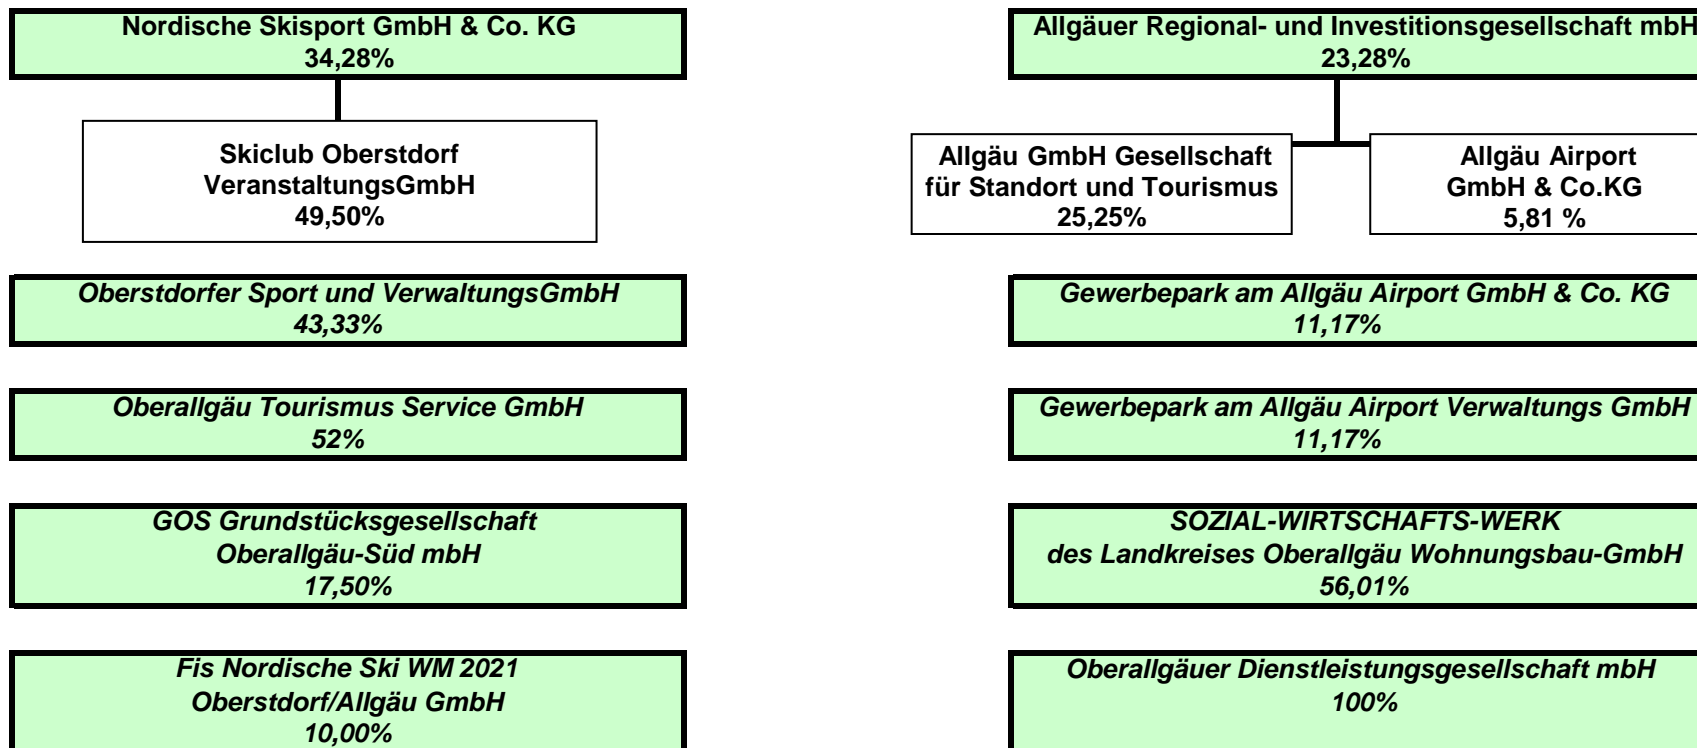 Nordische Skisport GmbH & Co. KG
34,28%
Skiclub Oberstdorf
VeranstaltungsGmbH
49,50%
Oberstdorfer Sport und VerwaltungsGmbH
43,33%
Oberallgäu Tourismus Service GmbH
52%
GOS Grundstücksgesellschaft
Oberallgäu-Süd mbH
17,50%
Fis Nordische Ski WM 2021
Oberstdorf/Allgäu GmbH
10,00%
Allgäuer Regional- und Investitionsgesellschaft mbH
23,28%
Allgäu GmbH Gesellschaft
für Standort und Tourismus
25,25%
Allgäu Airport
GmbH & Co.KG
5,81 %
Gewerbepark am Allgäu Airport GmbH & Co. KG
11,17%
Gewerbepark am Allgäu Airport Verwaltungs GmbH
11,17%
SOZIAL-WIRTSCHAFTS-WERK
des Landkreises Oberallgäu Wohnungsbau-GmbH
56,01%
Oberallgäuer Dienstleistungsgesellschaft mbH
100%